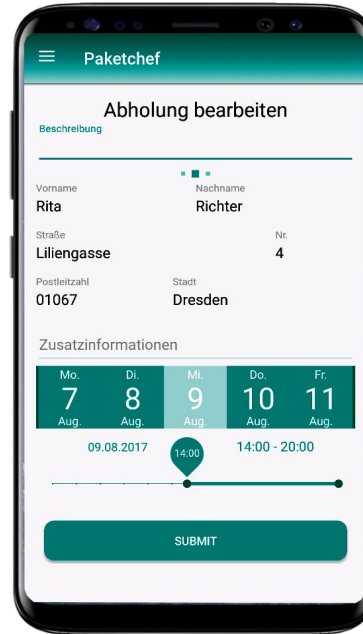 Paketchef
Abholung bearbeiten
Beschreibung
Vorname Nachname
Rita Richter
Straße Nr.
Liliengasse 4
Postleitzahl Stadt
01067 Dresden
Zusatzinformationen
Mo. Di. Mi. Do. Fr.
7 8 9 10 11
Aug. Aug. Aug. Aug. Aug.
09.08.2017 14:00 14:00 - 20:00
SUBMIT